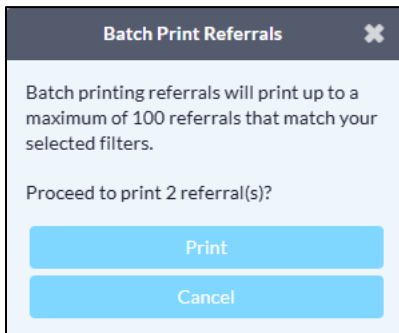 Batch Print Referrals
Batch printing referrals will print up to a
maximum of 100 referrals that match your
selected filters.
Proceed to print 2 referral(s)?
Print
Cancel